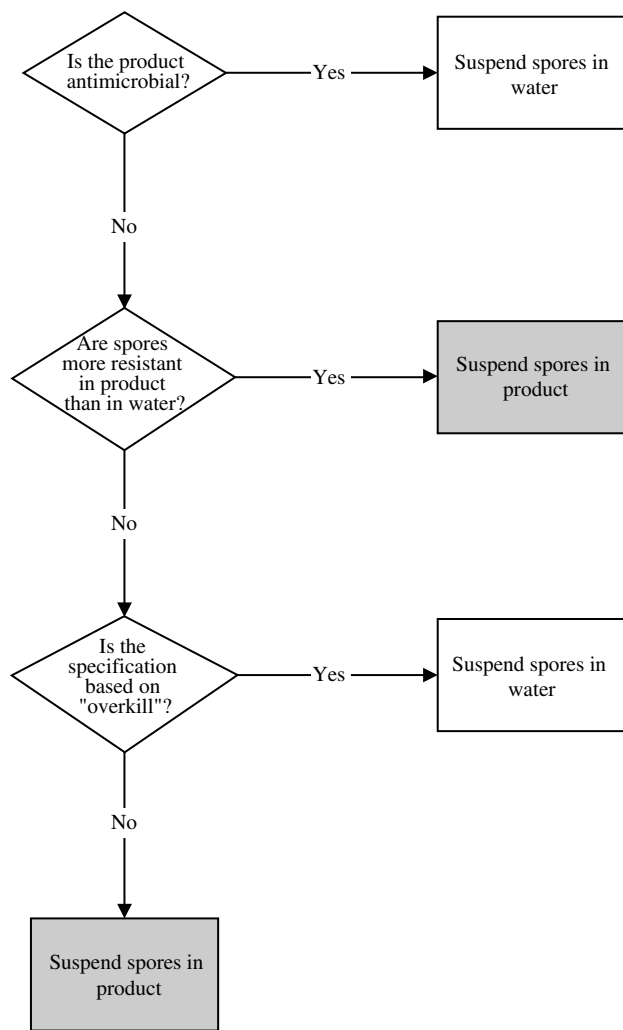 Is the product
antimicrobial?
Yes
Suspend spores in
water
No
Are spores
more resistant
in product
than in water?
Yes
Suspend spores in
product
No
Is the
specification
based on
"overkill"?
Yes
Suspend spores in
water
No
Suspend spores in
product